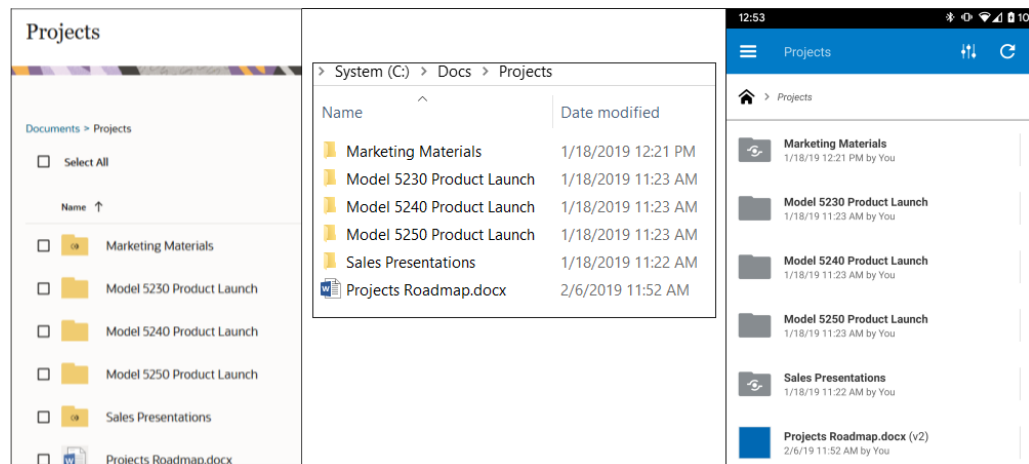 Projects
Documents > Projects
Select All
Name ↑
Marketing Materials
Model 5230 Product Launch
Model 5240 Product Launch
Model 5250 Product Launch
Sales Presentations
Projects Roadmap.docx
> System (C:) > Docs > Projects
Name Date modified
Marketing Materials 1/18/2019 12:21 PM
Model 5230 Product Launch 1/18/2019 11:23 AM
Model 5240 Product Launch 1/18/2019 11:23 AM
Model 5250 Product Launch 1/18/2019 11:23 AM
Sales Presentations 1/18/2019 11:22 AM
Projects Roadmap.docx 2/6/2019 11:52 AM
12:53 10
Projects
> Projects
Marketing Materials
1/18/19 12:21 PM by You
Model 5230 Product Launch
1/18/19 11:23 AM by You
Model 5240 Product Launch
1/18/19 11:23 AM by You
Model 5250 Product Launch
1/18/19 11:23 AM by You
Sales Presentations
1/18/19 11:22 AM by You
Projects Roadmap.docx (v2)
2/6/19 11:52 AM by You